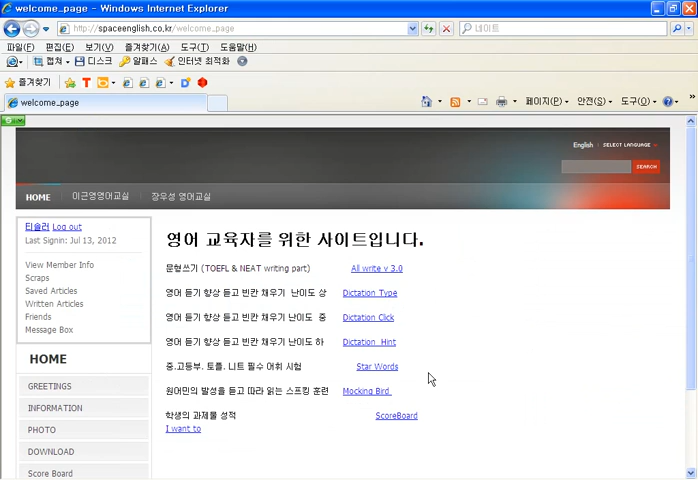 welcome_page - Windows Internet Explorer
http://spaceenglish.co.kr/welcome_page
네이트
파일(F) 편집(E) 보기(V) 즐겨찾기(A) 도구(T) 도움말(H)
캡쳐 디스크 알패스 인터넷 최적화
즐겨찾기
welcome_page
페이지(P) 안전(S) 도구(O)
English | SELECT LANGUAGE
SEARCH
HOME 이근영영어교실 장우성 영어교실
티슬러 Log out
Last Signin: Jul 13, 2012
View Member Info
Scraps
Saved Articles
Written Articles
Friends
Message Box
HOME
GREETINGS
INFORMATION
PHOTO
DOWNLOAD
Score Board
영어 교육자를 위한 사이트입니다.
문형쓰기 (TOEFL & NEAT writing part) All write v 3.0
영어 듣기 향상 듣고 빈칸 채우기 난이도 상 Dictation Type
영어 듣기 향상 듣고 빈칸 채우기 난이도 중 Dictation Click
영어 듣기 향상 듣고 빈칸 채우기 난이도 하 Dictation Hint
중.고등부. 토플. 니트 필수 어휘 시험 Star Words
원어민의 발성을 듣고 따라 읽는 스프킹 훈련 Mocking Bird
학생의 과제물 성적 ScoreBoard
I want to